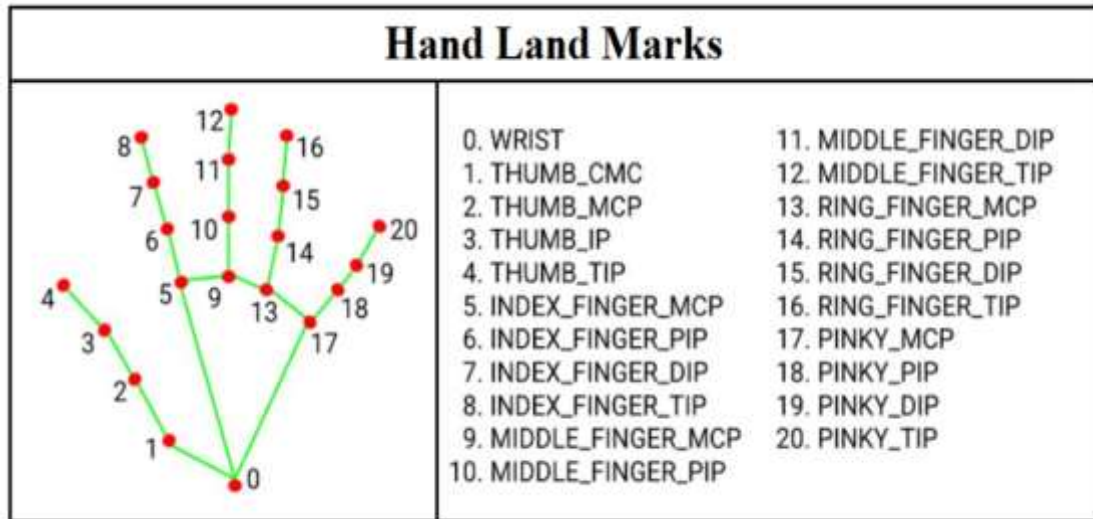 Hand Land Marks
12
8
16
11
7
15
10
20
6
14
19
4
5
9
13
18
3
17
2
1
0
0. WRIST
1. THUMB_CMC
2. THUMB_MCP
3. THUMB_IP
4. THUMB_TIP
5. INDEX_FINGER_MCP
6. INDEX_FINGER_PIP
7. INDEX_FINGER_DIP
8. INDEX_FINGER_TIP
9. MIDDLE_FINGER_MCP
10. MIDDLE_FINGER_PIP
11. MIDDLE_FINGER_DIP
12. MIDDLE_FINGER_TIP
13. RING_FINGER_MCP
14. RING_FINGER_PIP
15. RING_FINGER_DIP
16. RING_FINGER_TIP
17. PINKY_MCP
18. PINKY_PIP
19. PINKY_DIP
20. PINKY_TIP